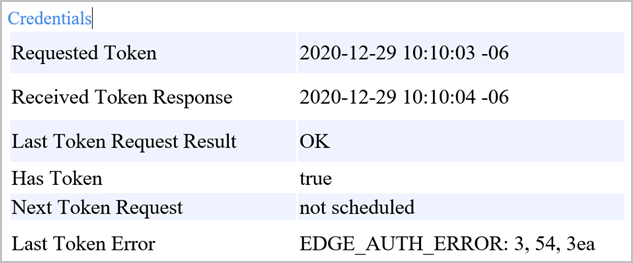 Credentials
Requested Token 2020-12-29 10:10:03 -06
Received Token Response 2020-12-29 10:10:04 -06
Last Token Request Result OK
Has Token true
Next Token Request not scheduled
Last Token Error EDGE_AUTH_ERROR: 3, 54, 3ea